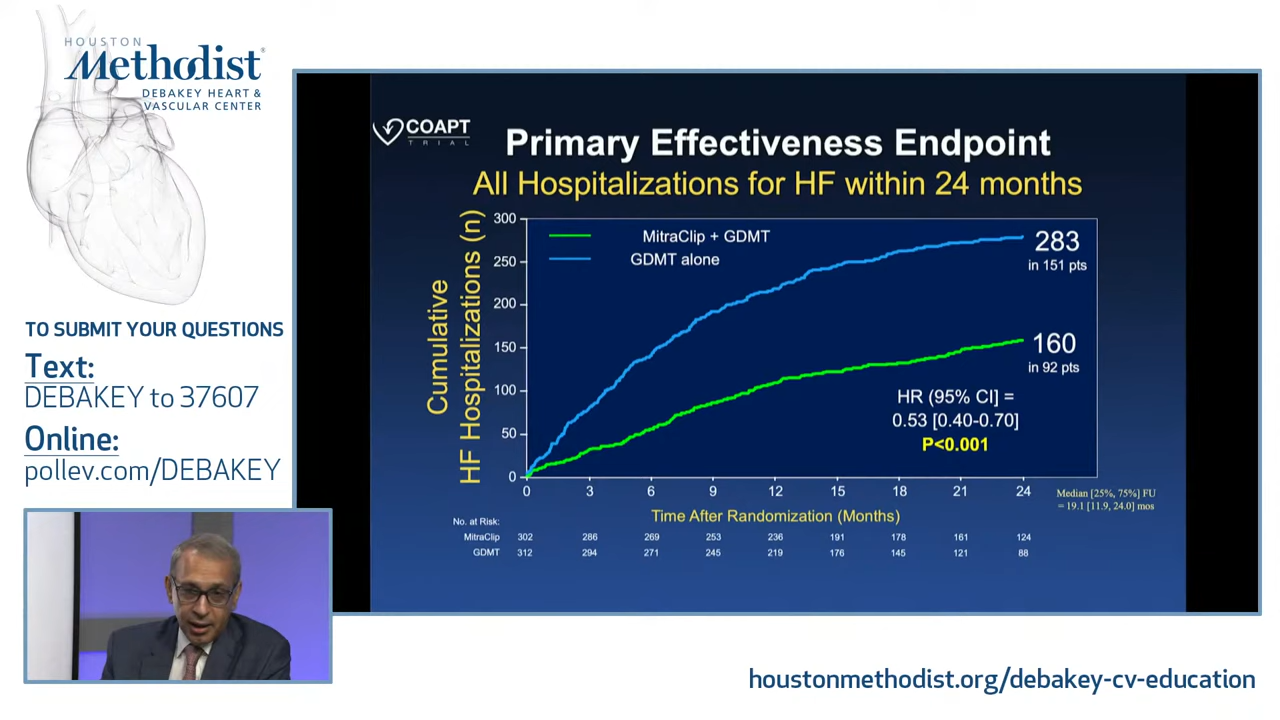 HOUSTON
Methodist®
DEBAKEY HEART &
VASCULAR CENTER
TO SUBMIT YOUR QUESTIONS
Text:
DEBAKEY to 37607
Online:
pollev.com/DEBAKEY
COAPT
TRIAL
Primary Effectiveness Endpoint
All Hospitalizations for HF within 24 months
Cumulative
HF Hospitalizations (n)
300
250
200
150
100
50
0
MitraClip + GDMT
GDMT alone
283
in 151 pts
160
in 92 pts
HR (95% CI] =
0.53 [0.40-0.70]
P<0.001
0 3 6 9 12 15 18 21 24
Time After Randomization (Months)
Median [25%, 75%] FU
= 19.1 [11.9, 24.0] mos
No. at Risk:
MitraClip 302 286 269 253 236 191 178 161 124
GDMT 312 294 271 245 219 176 145 121 88
houstonmethodist.org/debakey-cv-education